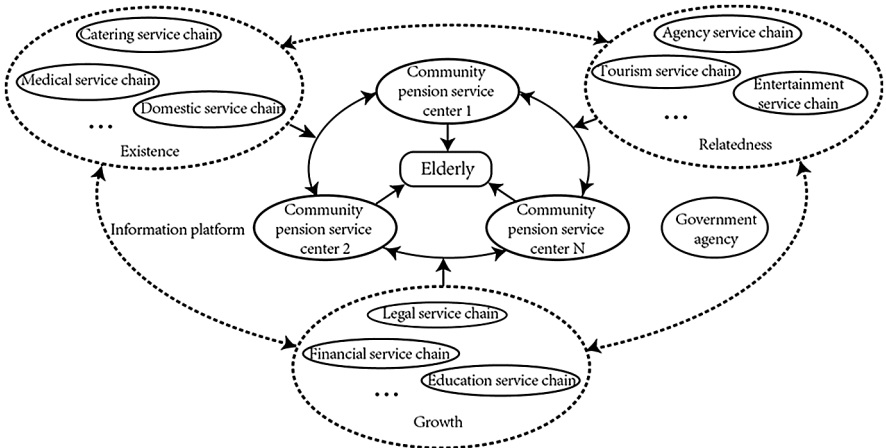 Catering service chain
Medical service chain
Domestic service chain
...
Existence
Agency service chain
Tourism service chain
Entertainment
service chain
...
Relatedness
Community
pension service
center 1
Elderly
Community
pension service
center 2
Community
pension service
center N
Information platform
Government
agency
Legal service chain
Financial service chain
Education service chain
...
Growth